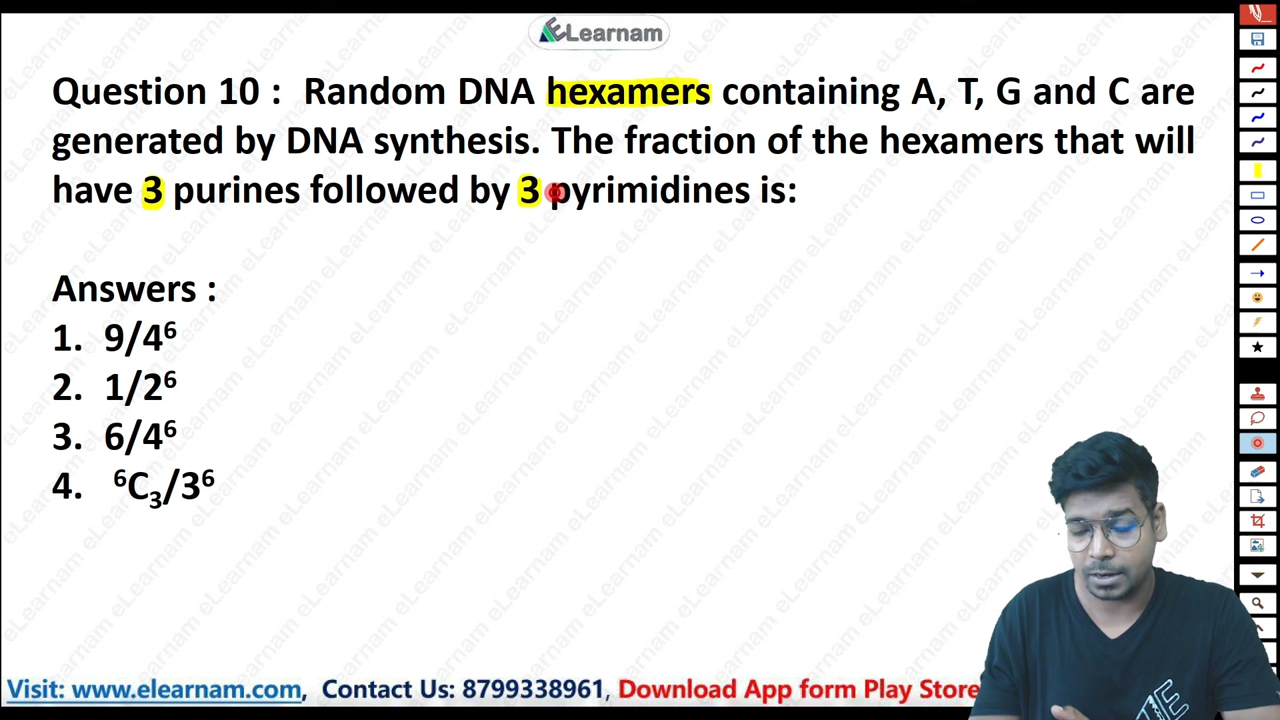 ELearnam
Question 10 : Random DNA hexamers containing A, T, G and C are
generated by DNA synthesis. The fraction of the hexamers that will
have 3 purines followed by 3 pyrimidines is:
Answers :
1. 9/4⁶
2. 1/2⁶
3. 6/4⁶
4. ⁶C₃/3⁶
Visit: www.elearnam.com, Contact Us: 8799338961, Download App form Play Store